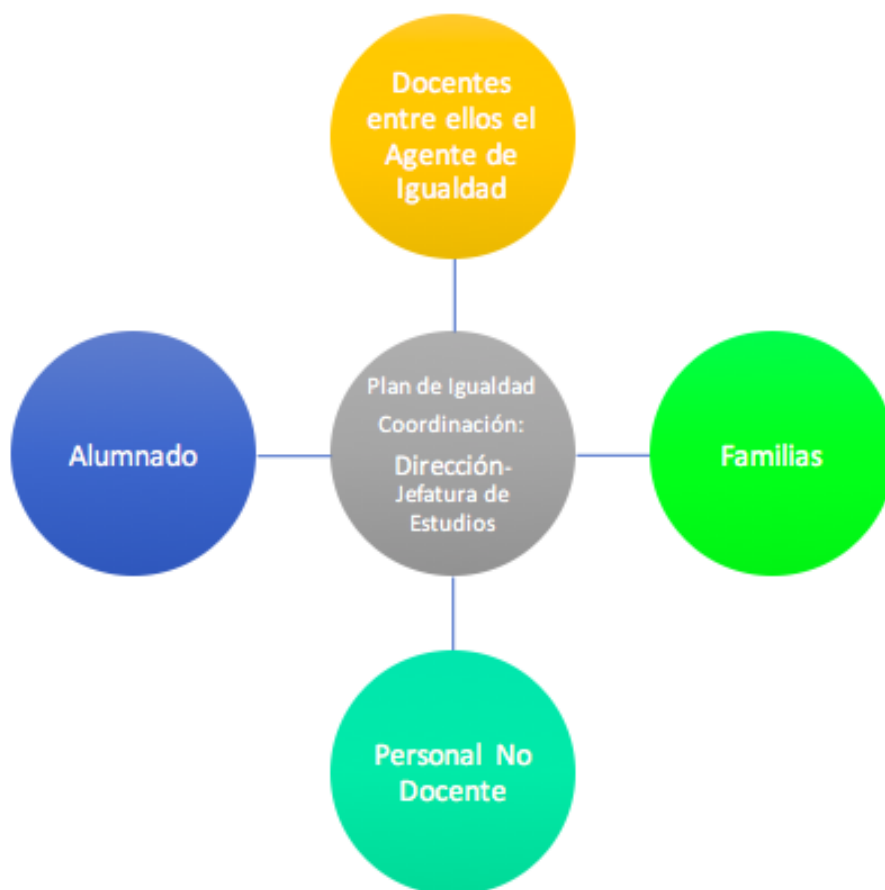 Docentes
entre ellos el
Agente de
Igualdad
Alumnado
Plan de Igualdad
Coordinación:
Dirección-
Jefatura de
Estudios
Familias
Personal No
Docente